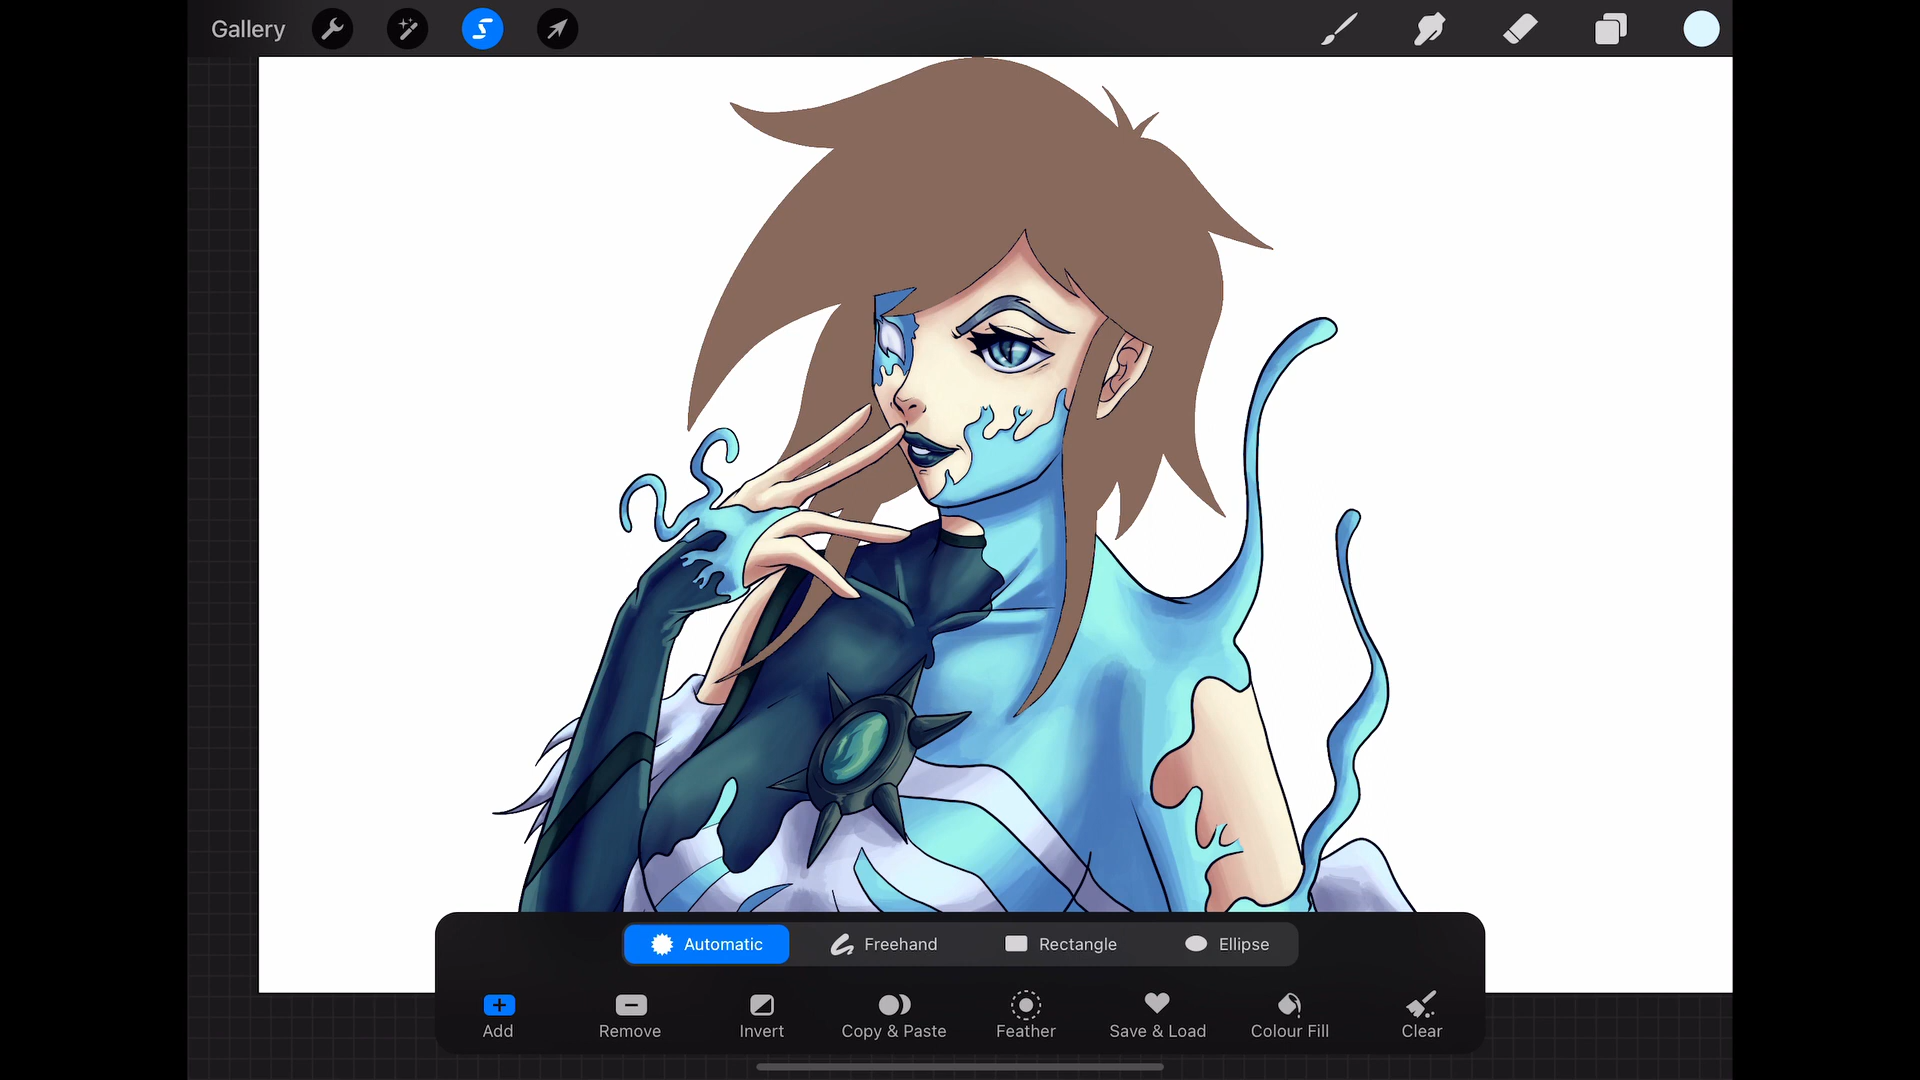 Gallery
Automatic
Freehand
Rectangle
Ellipse
Add
Remove
Invert
Copy & Paste
Feather
Save & Load
Colour Fill
Clear